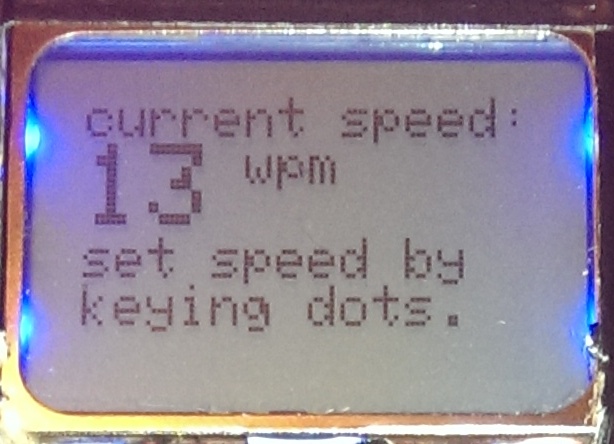 current speed:
13 wpm
set speed by
keying dots.